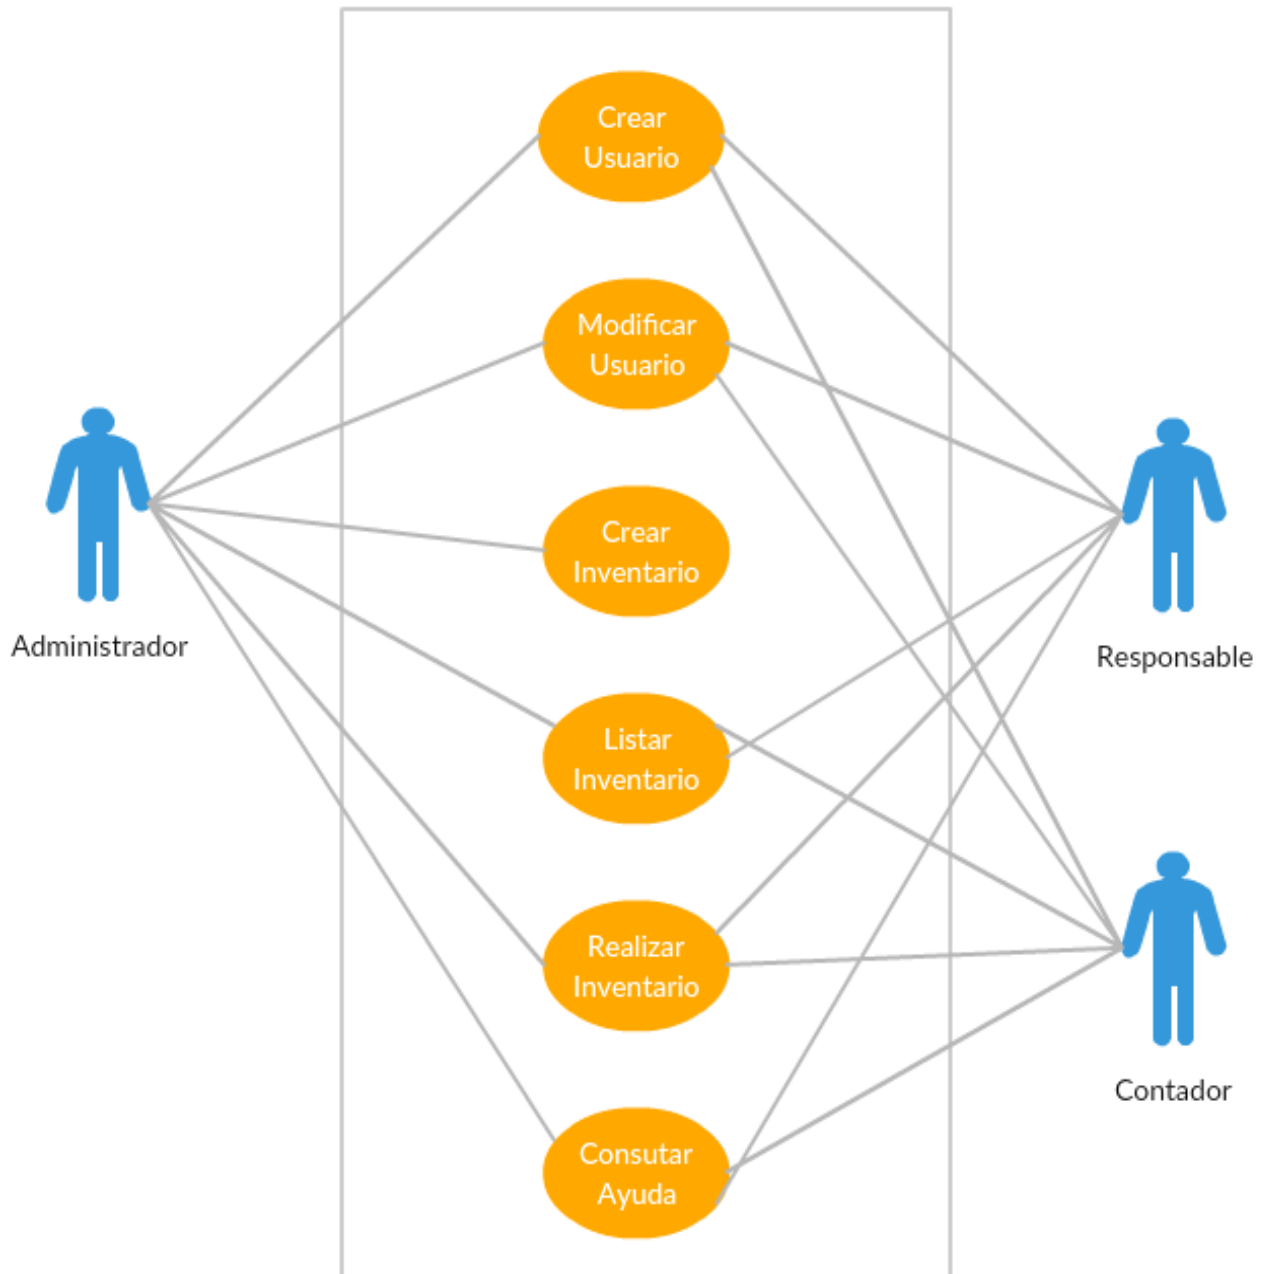 Crear
Usuario
Modificar
Usuario
Crear
Inventario
Administrador
Responsable
Listar
Inventario
Realizar
Inventario
Contador
Consutar
Ayuda